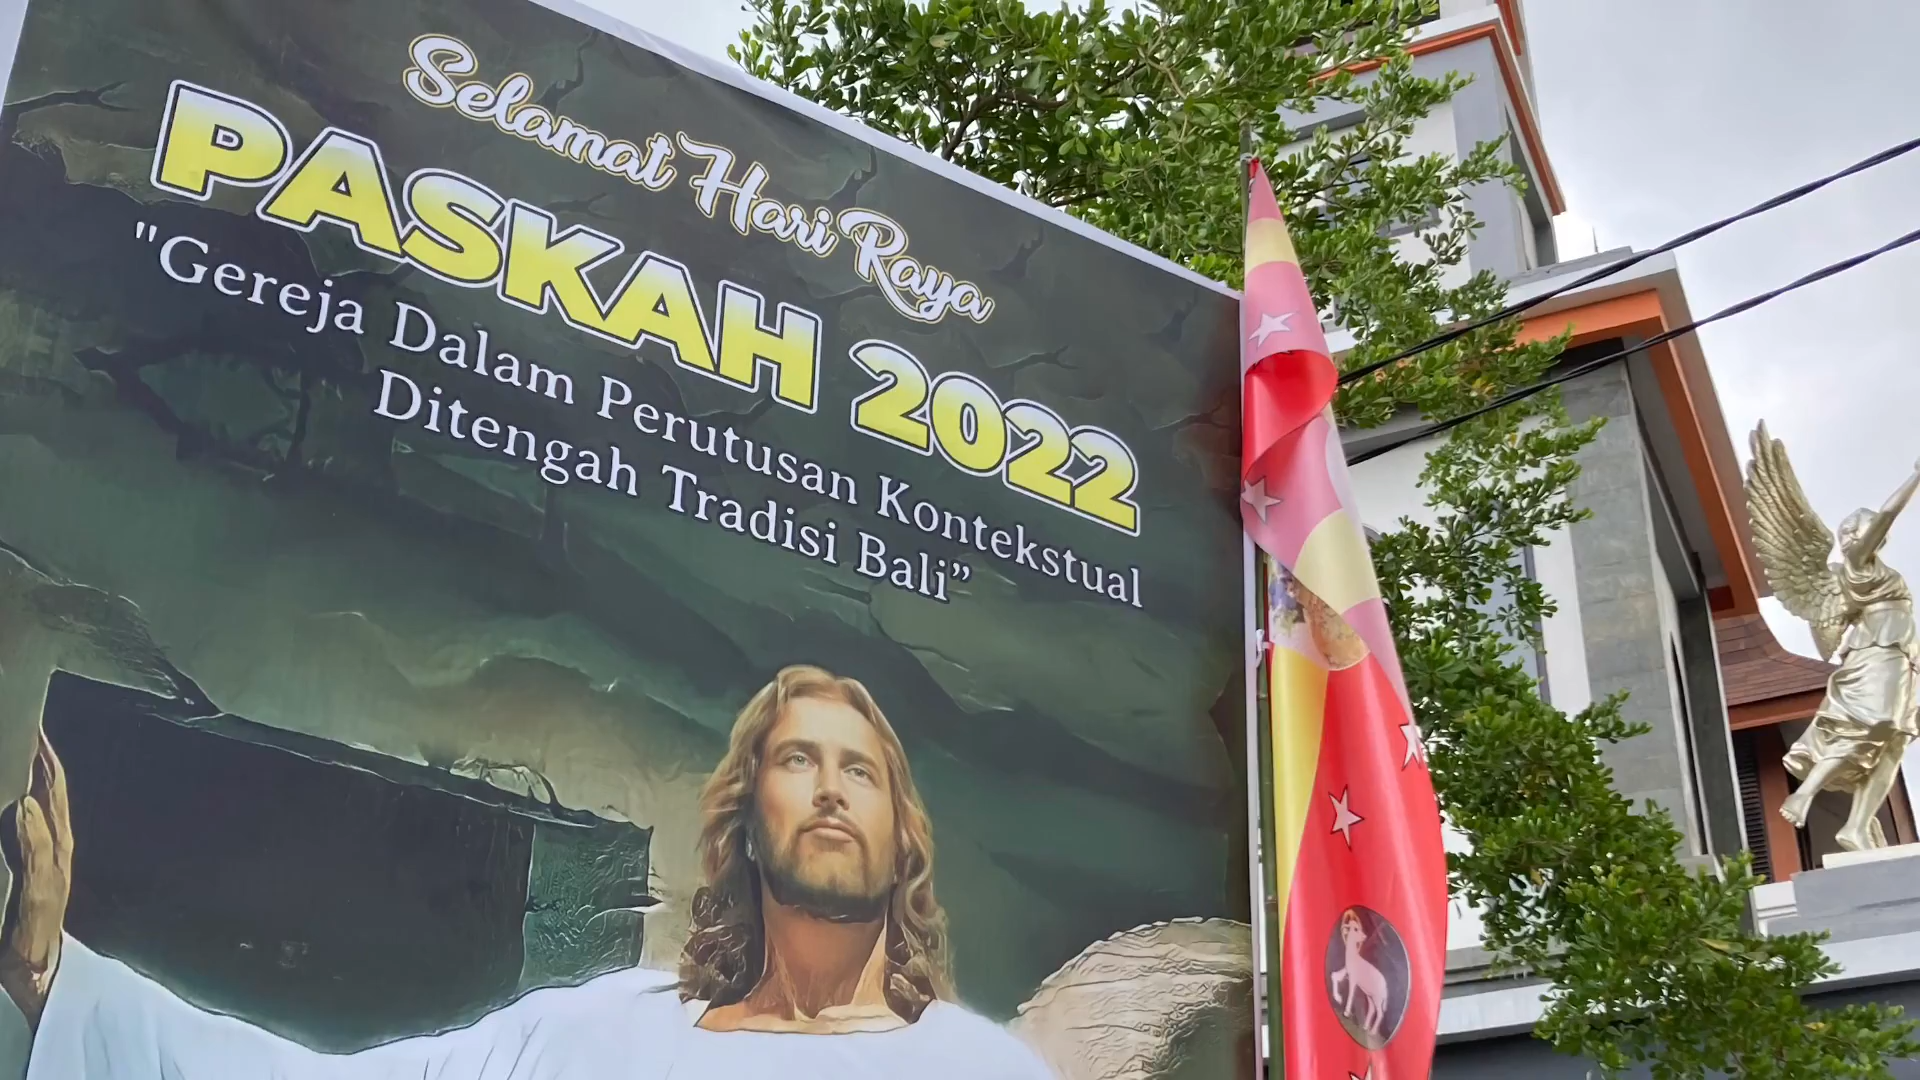 Selamat Hari Raya
PASKAH 2022
"Gereja Dalam Perutusan Kontekstual
Ditengah Tradisi Bali”